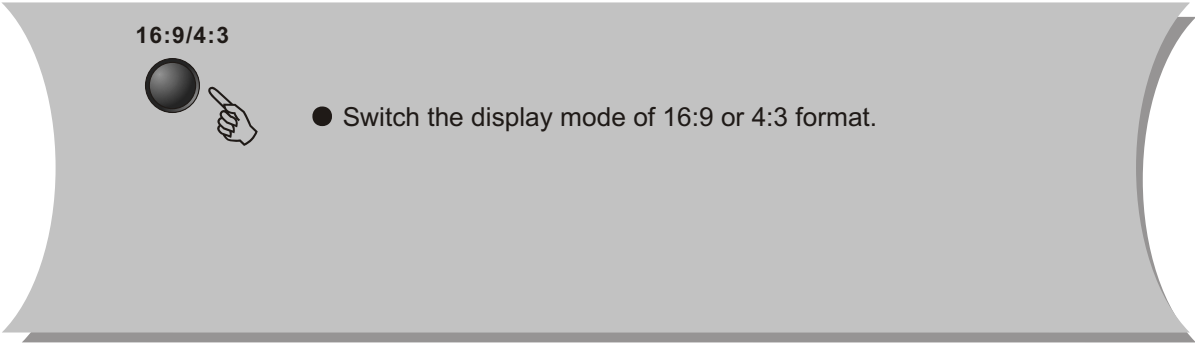 16:9/4:3
● Switch the display mode of 16:9 or 4:3 format.